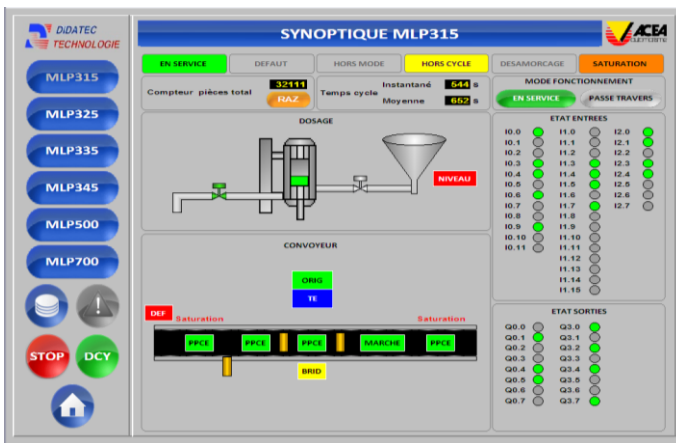 DiDATEC
TECHNOLOGIE
SYNOPTIQUE MLP315
ACEA
MLP315
MLP325
MLP335
MLP345
MLP500
MLP700
STOP
DCY
EN SERVICE
DEFAUT
HORS MODE
HORS CYCLE
DESAMORCAGE
SATURATION
Compteur pièces total
32111
RAZ
Temps cycle
Instantané
544 s
Moyenne
652 s
MODE FONCTIONNEMENT
EN SERVICE
PASSE TRAVERS
DOSAGE
NIVEAU
CONVOYEUR
ORIG
TE
DEF
Saturation
Saturation
PPCE
PPCE
PPCE
MARCHE
PPCE
BRID
ETAT ENTREES
I0.0 I1.0 I2.0
I0.1 I1.1 I2.1
I0.2 I1.2 I2.2
I0.3 I1.3 I2.3
I0.4 I1.4 I2.4
I0.5 I1.5 I2.5
I0.6 I1.6 I2.6
I0.7 I1.7 I2.7
I0.8 I1.8
I0.9 I1.9
I0.10 I1.10
I0.11 I1.11
I1.12
I1.13
I1.14
I1.15
ETAT SORTIES
Q0.0 Q3.0
Q0.1 Q3.1
Q0.2 Q3.2
Q0.3 Q3.3
Q0.4 Q3.4
Q0.5 Q3.5
Q0.6 Q3.6
Q0.7 Q3.7